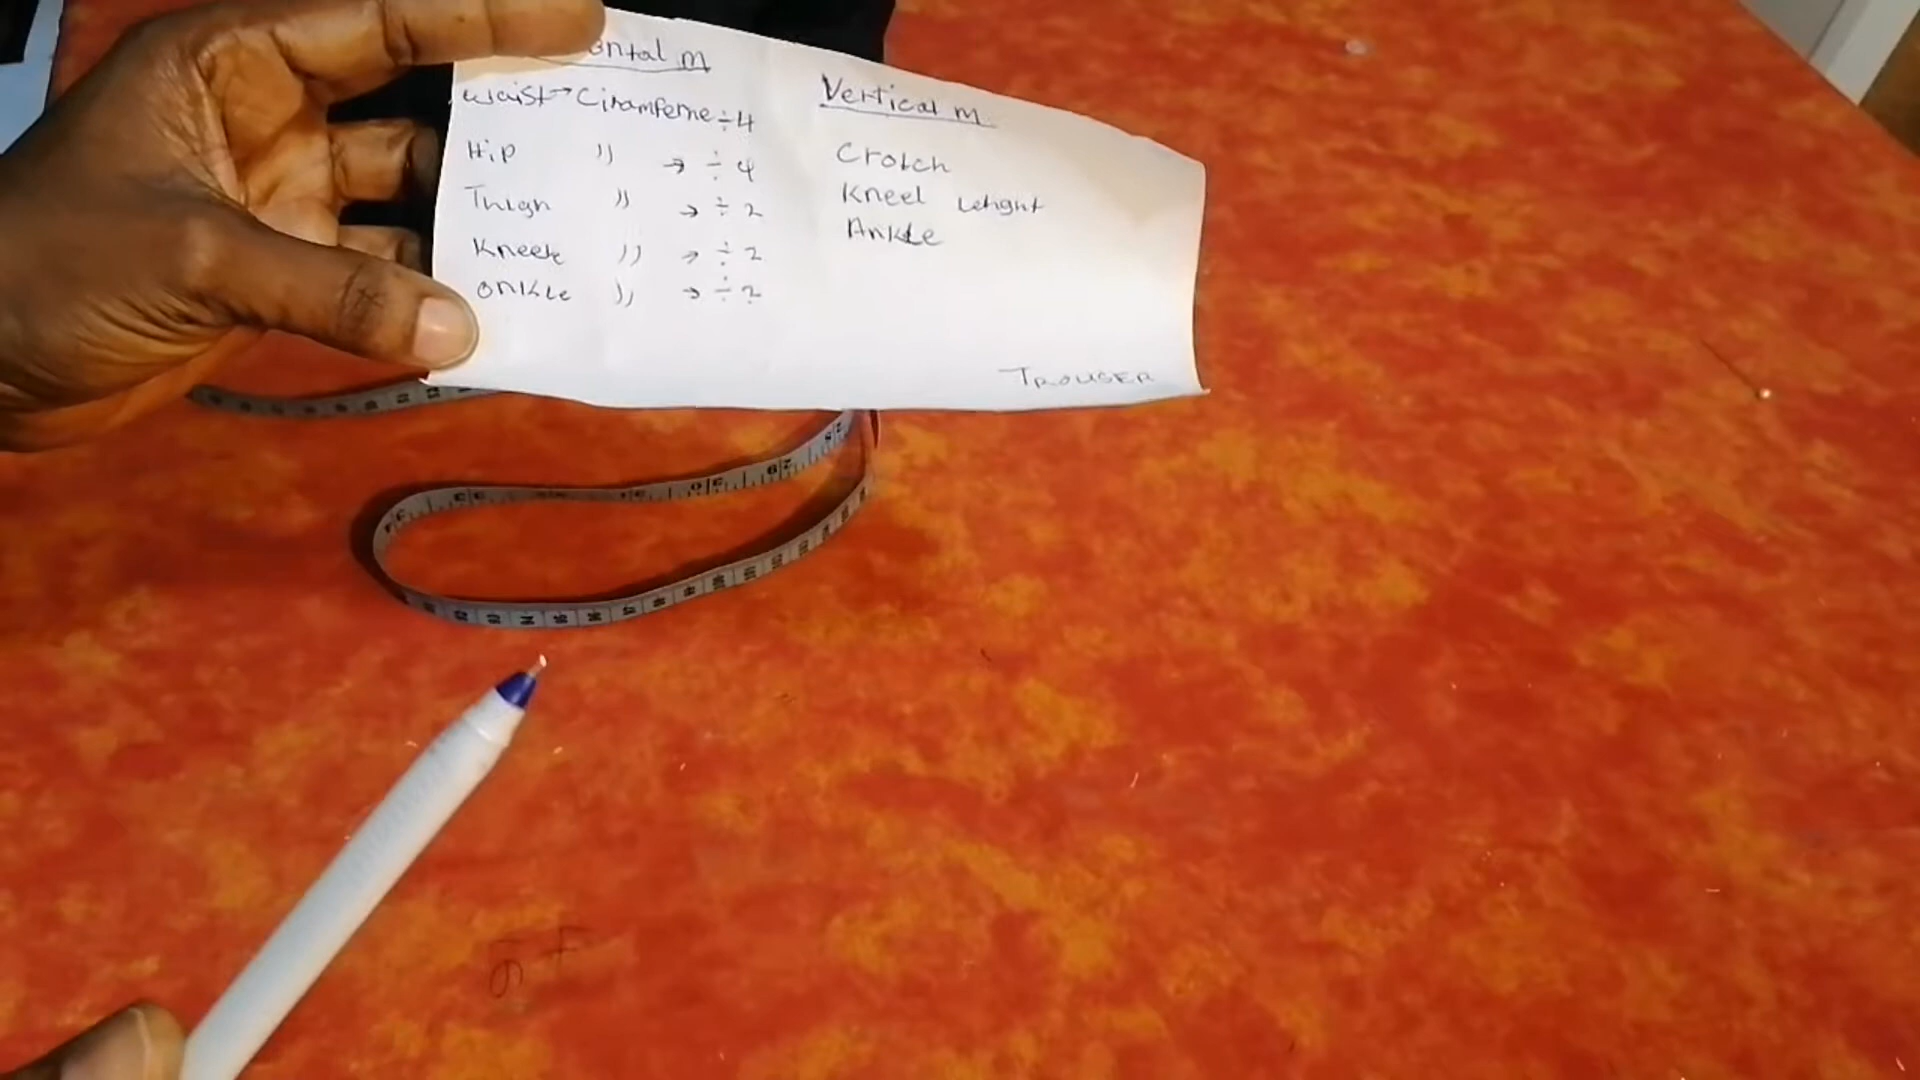 ontal m
Waist → Ciramferne ÷4
Hip " → ÷ 4
Thigh " → ÷ 2
Kneek " → ÷ 2
onkle " → ÷ 2
Vertical m
Crotch
Kneel Lehght
Ankle
TROUSER